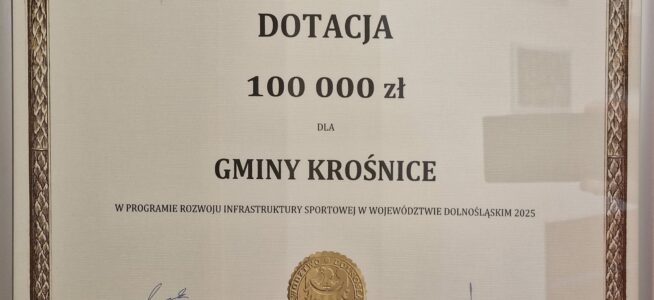 DOTACJA
100 000 zł
DLA
GMINY KROŚNICE
W PROGRAMIE ROZWOJU INFRASTRUKTURY SPORTOWEJ W WOJEWÓDZTWIE DOLNOŚLĄSKIM 2025